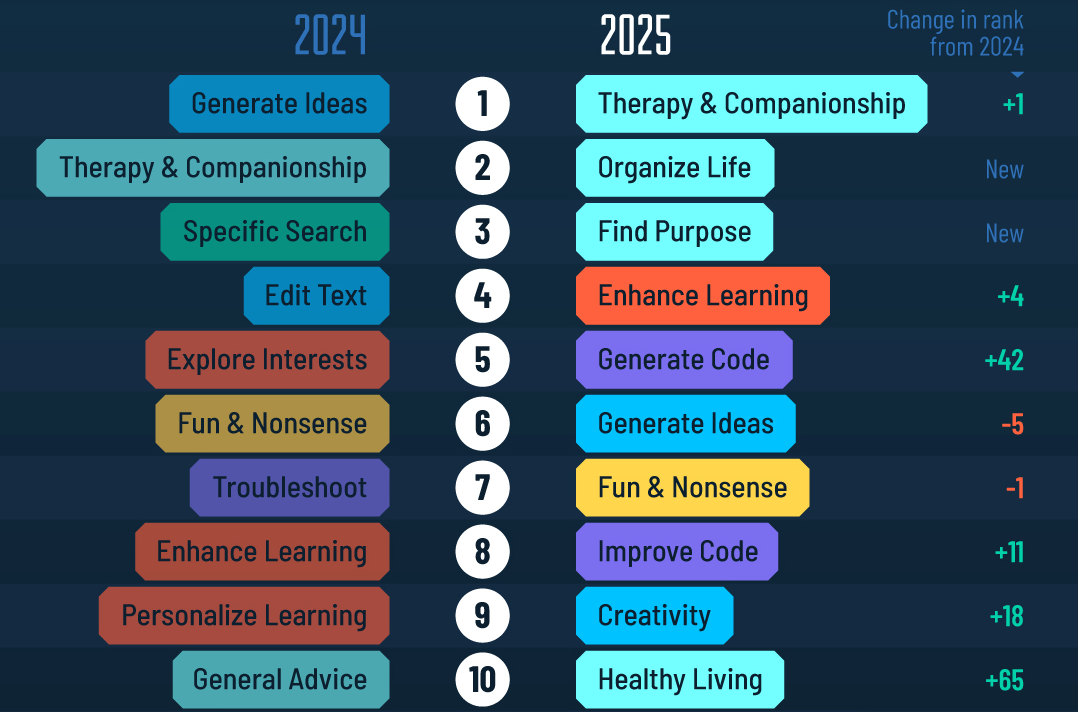 2024
2025
Change in rank
from 2024
Generate Ideas 1 Therapy & Companionship +1
Therapy & Companionship 2 Organize Life New
Specific Search 3 Find Purpose New
Edit Text 4 Enhance Learning +4
Explore Interests 5 Generate Code +42
Fun & Nonsense 6 Generate Ideas -5
Troubleshoot 7 Fun & Nonsense -1
Enhance Learning 8 Improve Code +11
Personalize Learning 9 Creativity +18
General Advice 10 Healthy Living +65